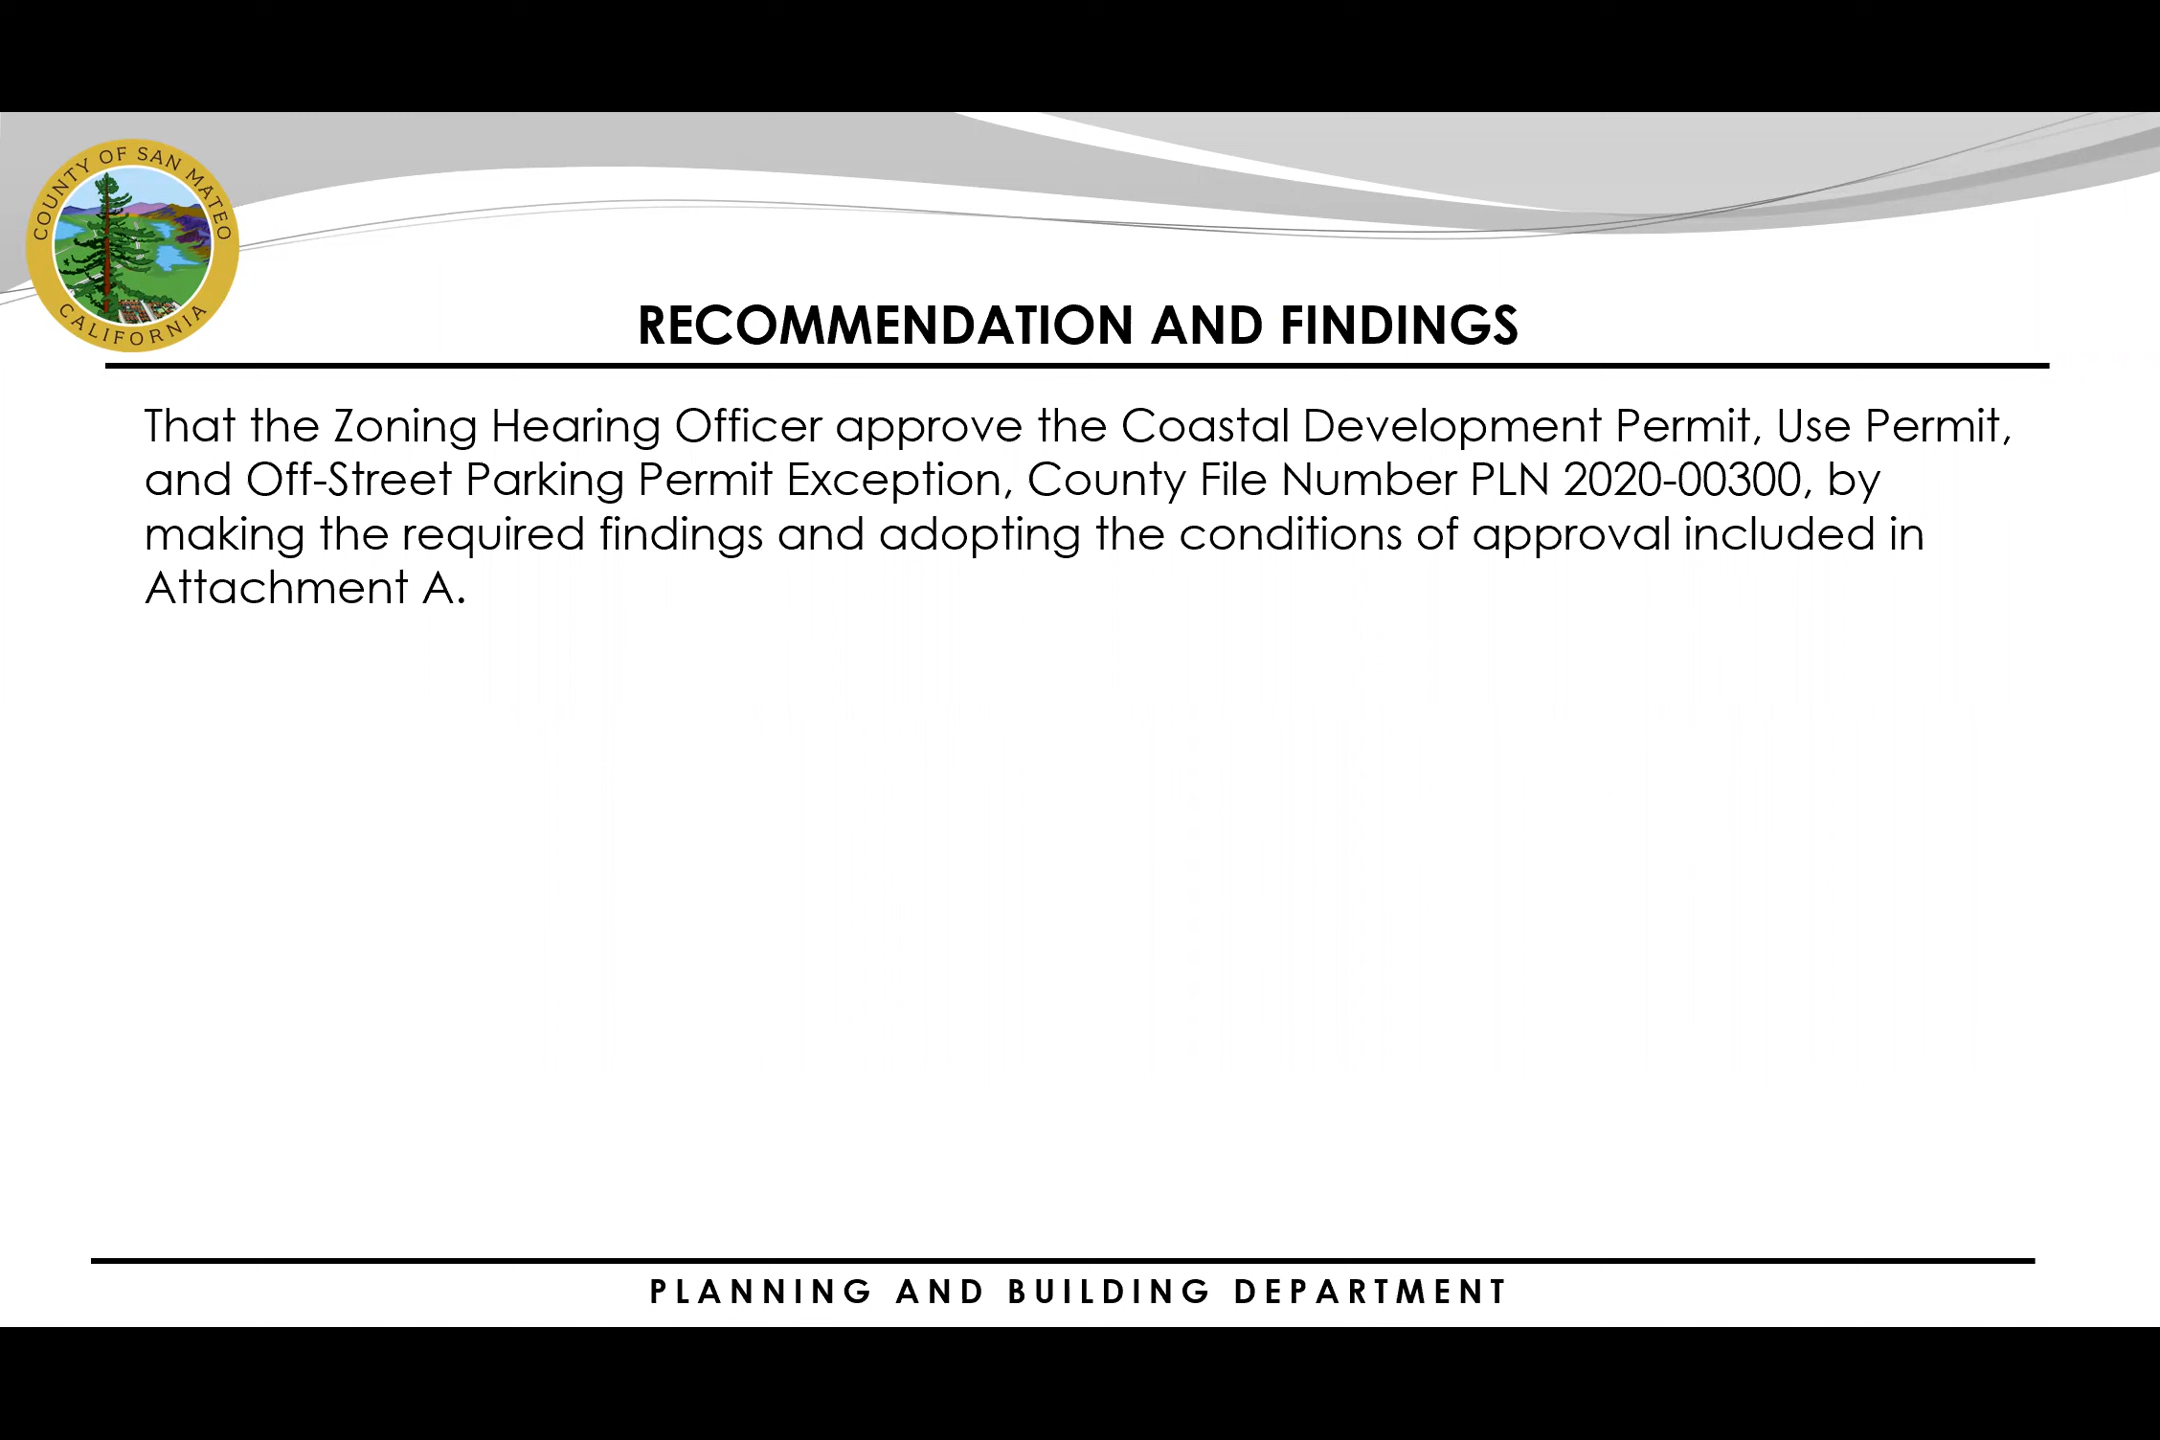 COUNTY OF SAN MATEO
CALIFORNIA
RECOMMENDATION AND FINDINGS
That the Zoning Hearing Officer approve the Coastal Development Permit, Use Permit,
and Off-Street Parking Permit Exception, County File Number PLN 2020-00300, by
making the required findings and adopting the conditions of approval included in
Attachment A.
PLANNING AND BUILDING DEPARTMENT